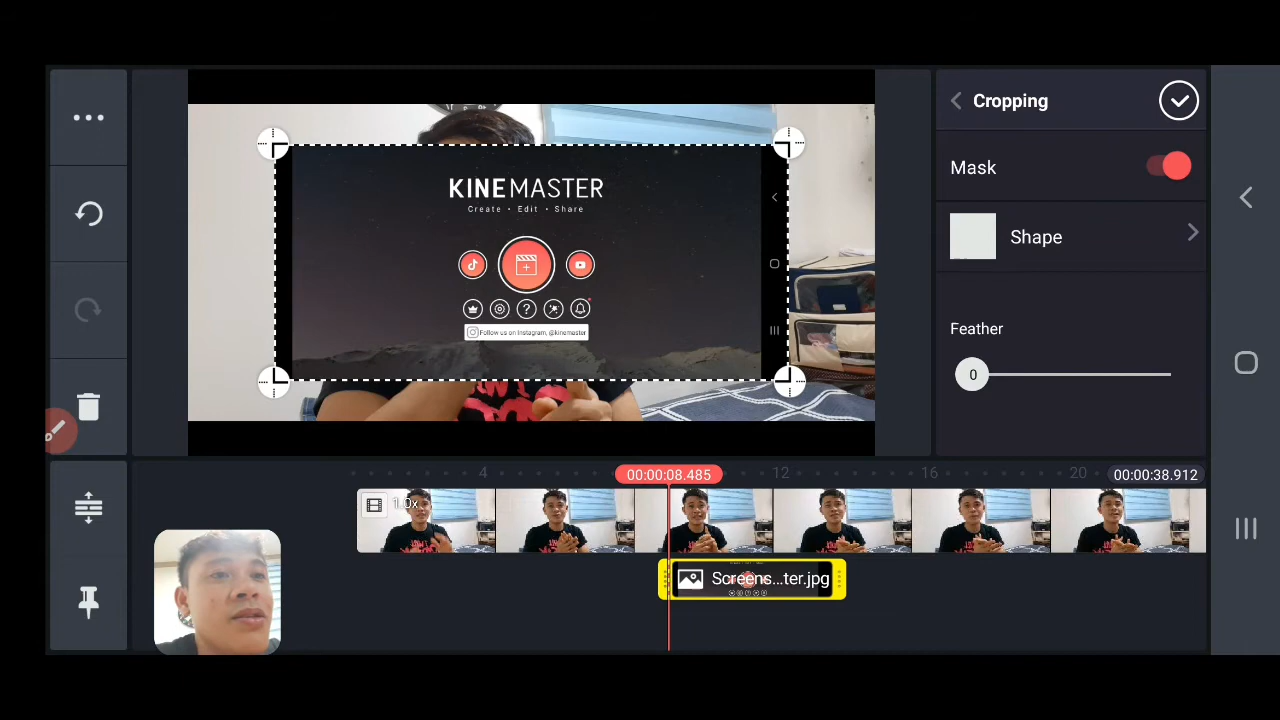 Cropping
Mask
Shape
Feather
0
KINEMASTER
Create • Edit • Share
Follow us on Instagram, @kinemaster
4
00:00:08.485
12
16
20
00:00:38.912
1.0x
Screens...ter.jpg